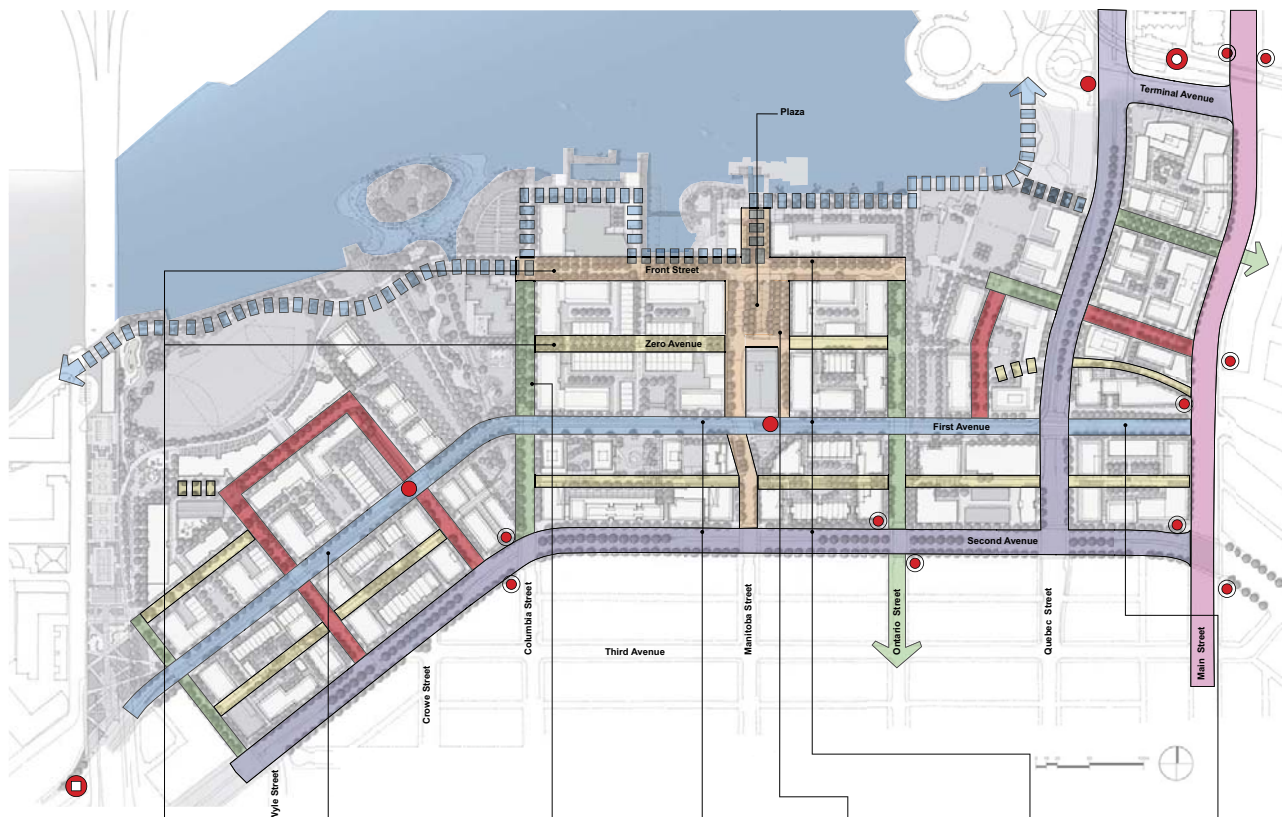 Plaza
Terminal Avenue
Front Street
Zero Avenue
First Avenue
Second Avenue
Third Avenue
Wyle Street
Crowe Street
Columbia Street
Manitoba Street
Ontario Street
Quebec Street
Main Street